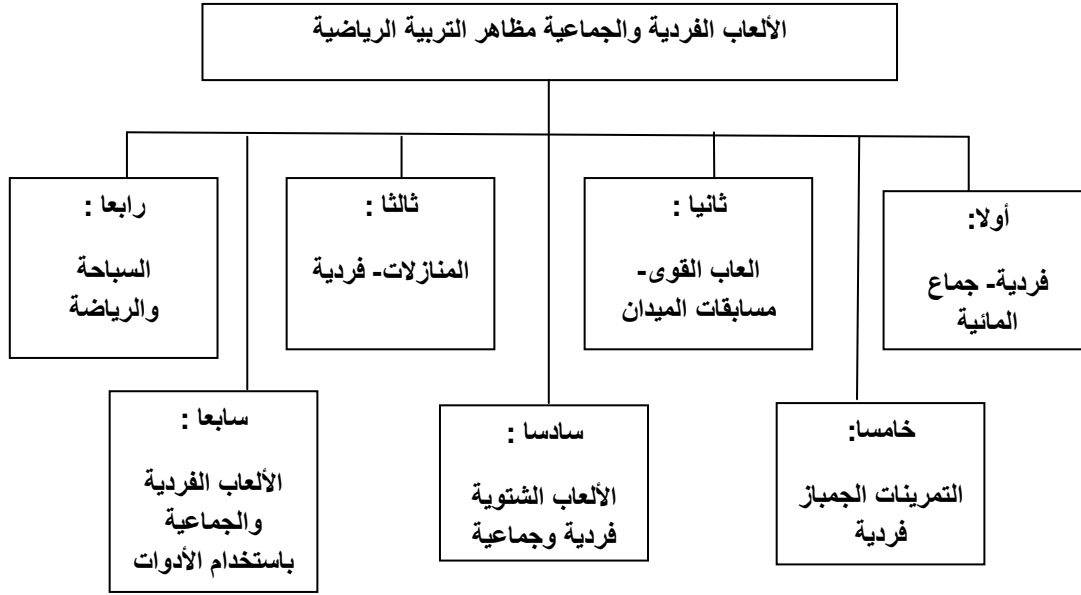 الألعاب الفردية والجماعية مظاهر التربية الرياضية
أولا:
فردية- جماع
المائية
ثانيا :
العاب القوى-
مسابقات الميدان
ثالثا :
المنازلات- فردية
رابعا :
السباحة
والرياضة
خامسا:
التمرينات الجمباز
فردية
سادسا :
الألعاب الشتوية
فردية وجماعية
سابعا :
الألعاب الفردية
والجماعية
باستخدام الأدوات